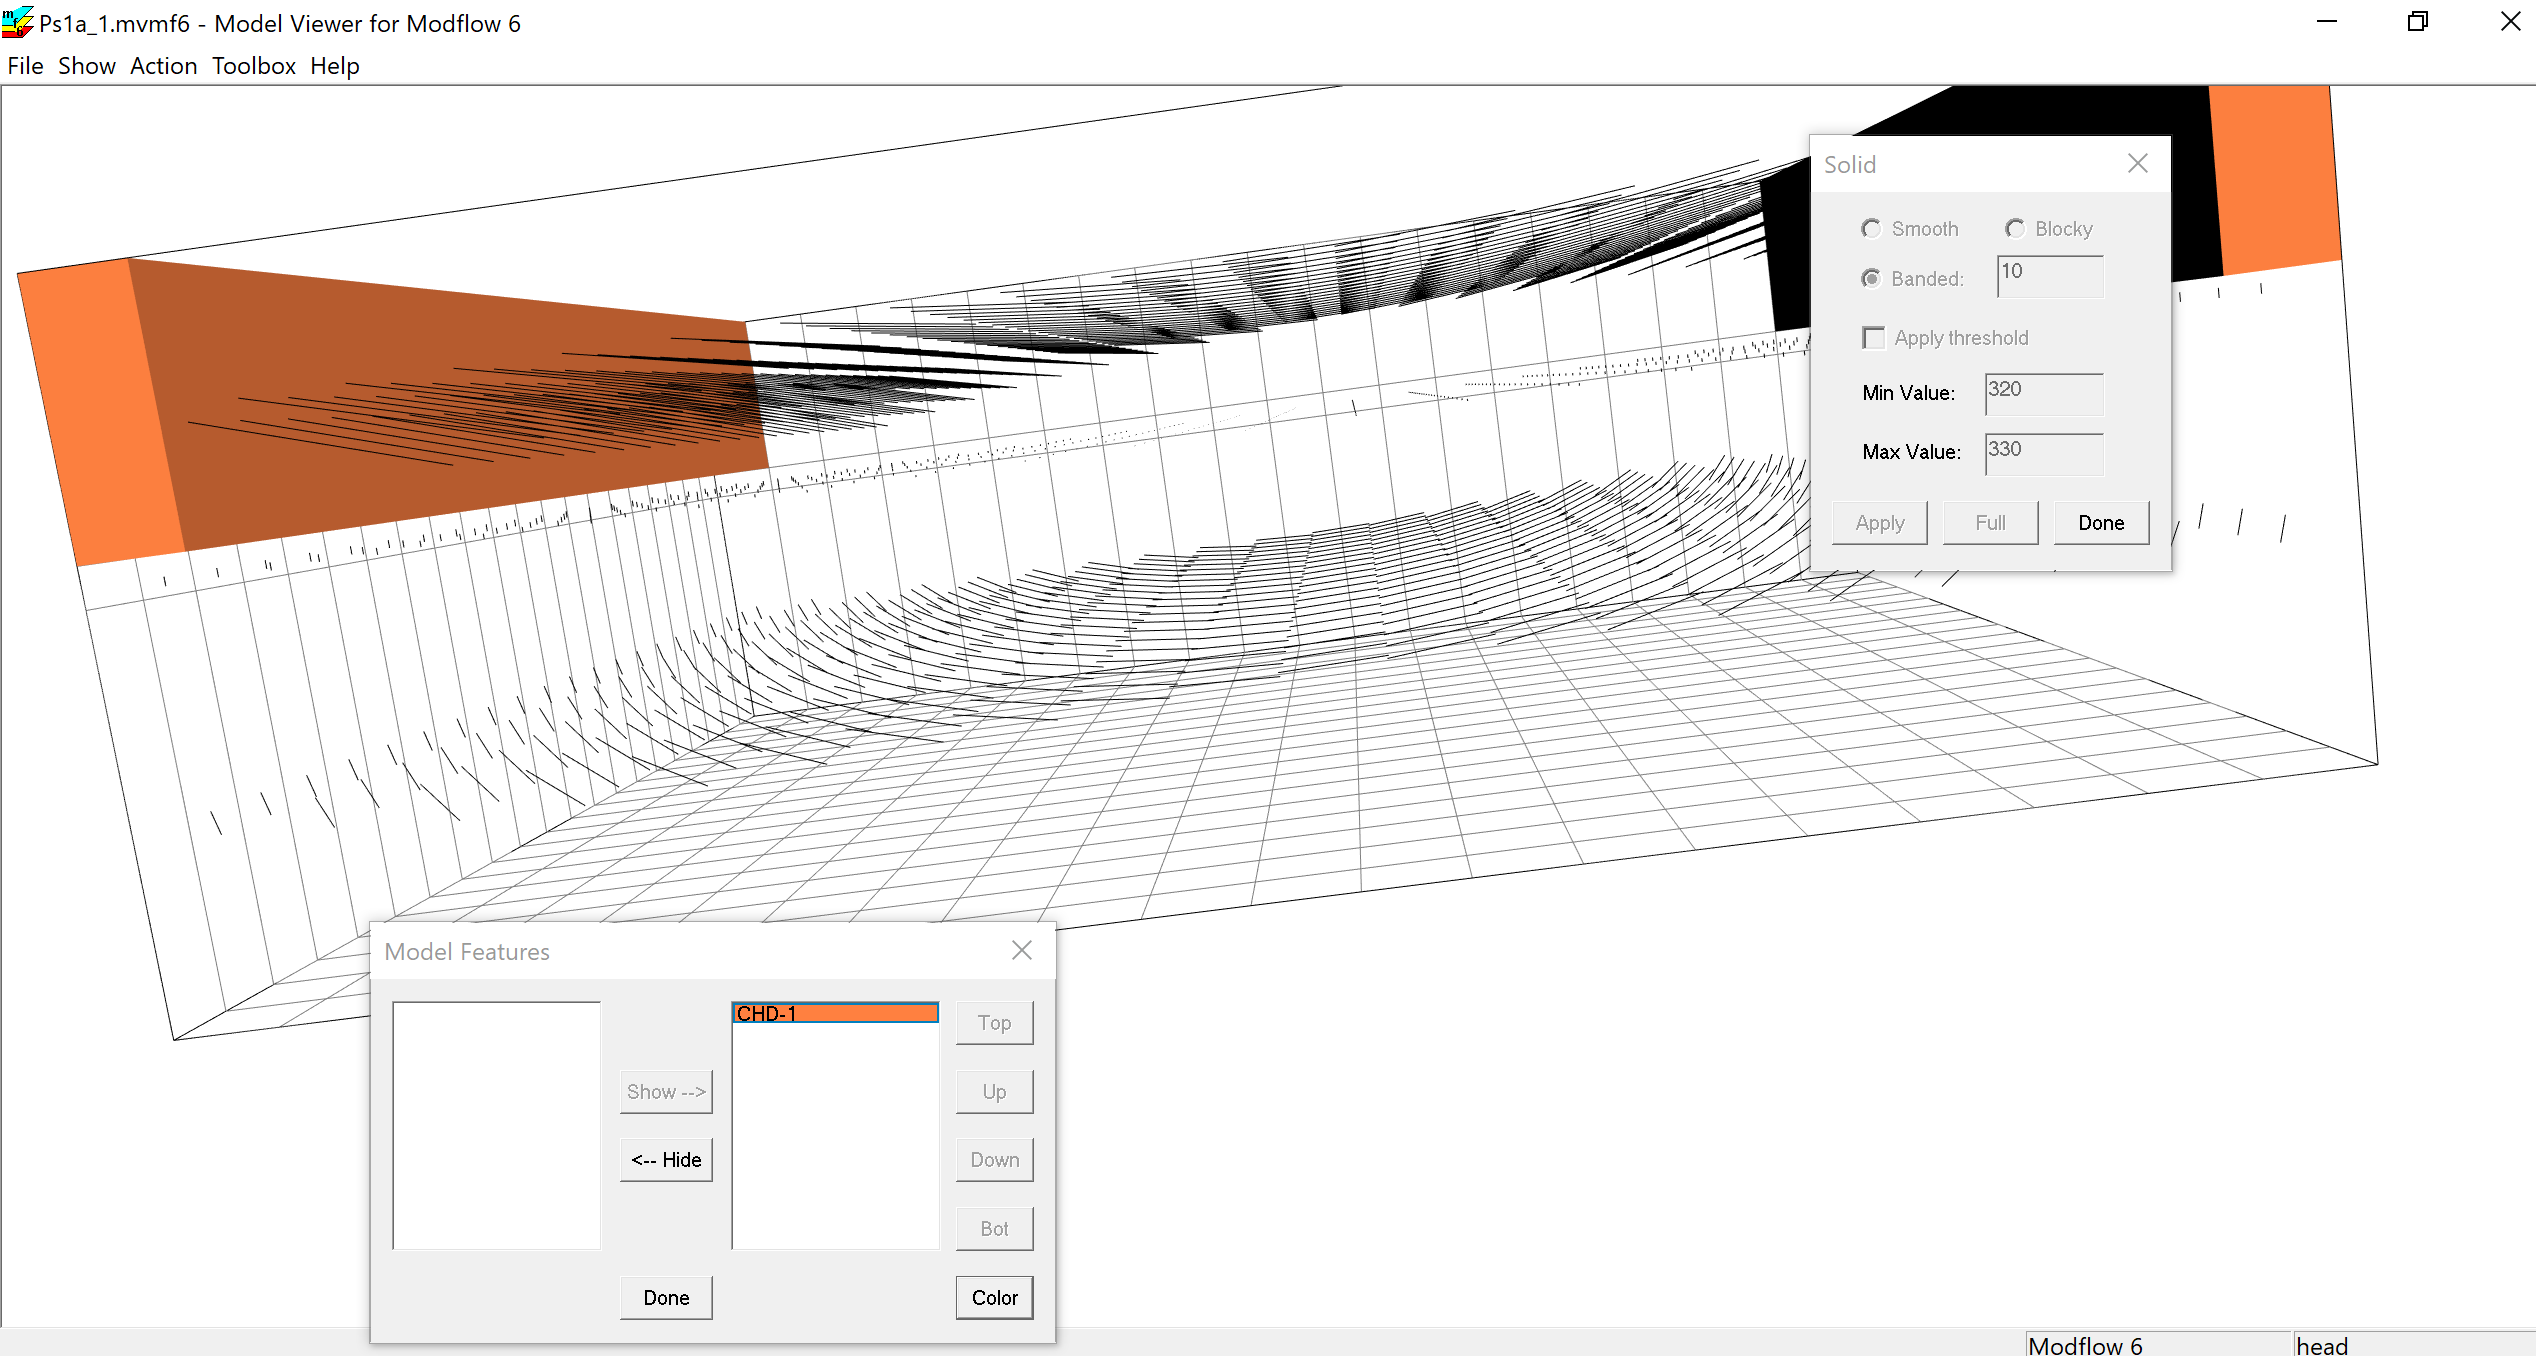 Ps1a_1.mvmf6 - Model Viewer for Modflow 6
File Show Action Toolbox Help
Solid
Smooth Blocky
Banded: 10
Apply threshold
Min Value: 320
Max Value: 330
Apply Full Done
Model Features
CHD-1
Top
Show --> Up
<-- Hide Down
Bot
Done Color
Modflow 6 head